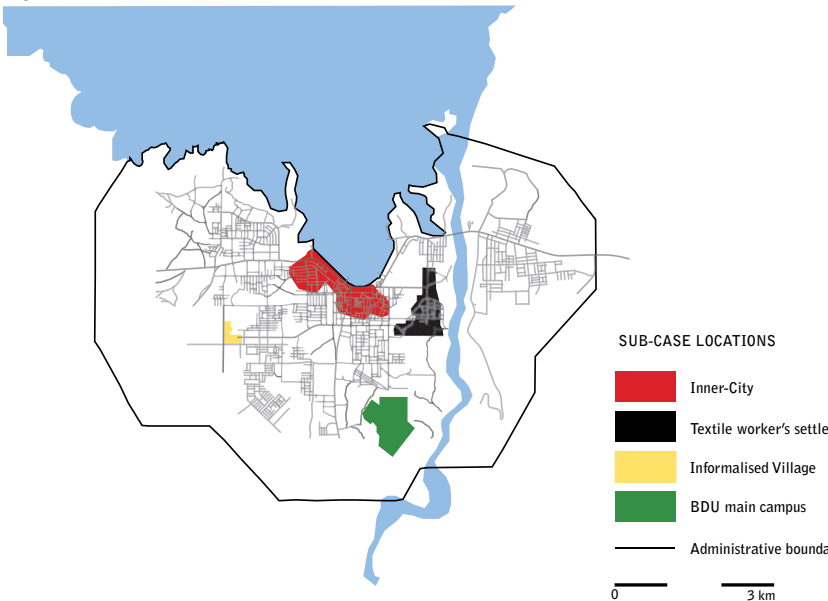 SUB-CASE LOCATIONS
Inner-City
Textile worker's settle
Informalised Village
BDU main campus
Administrative bounda
0 3 km